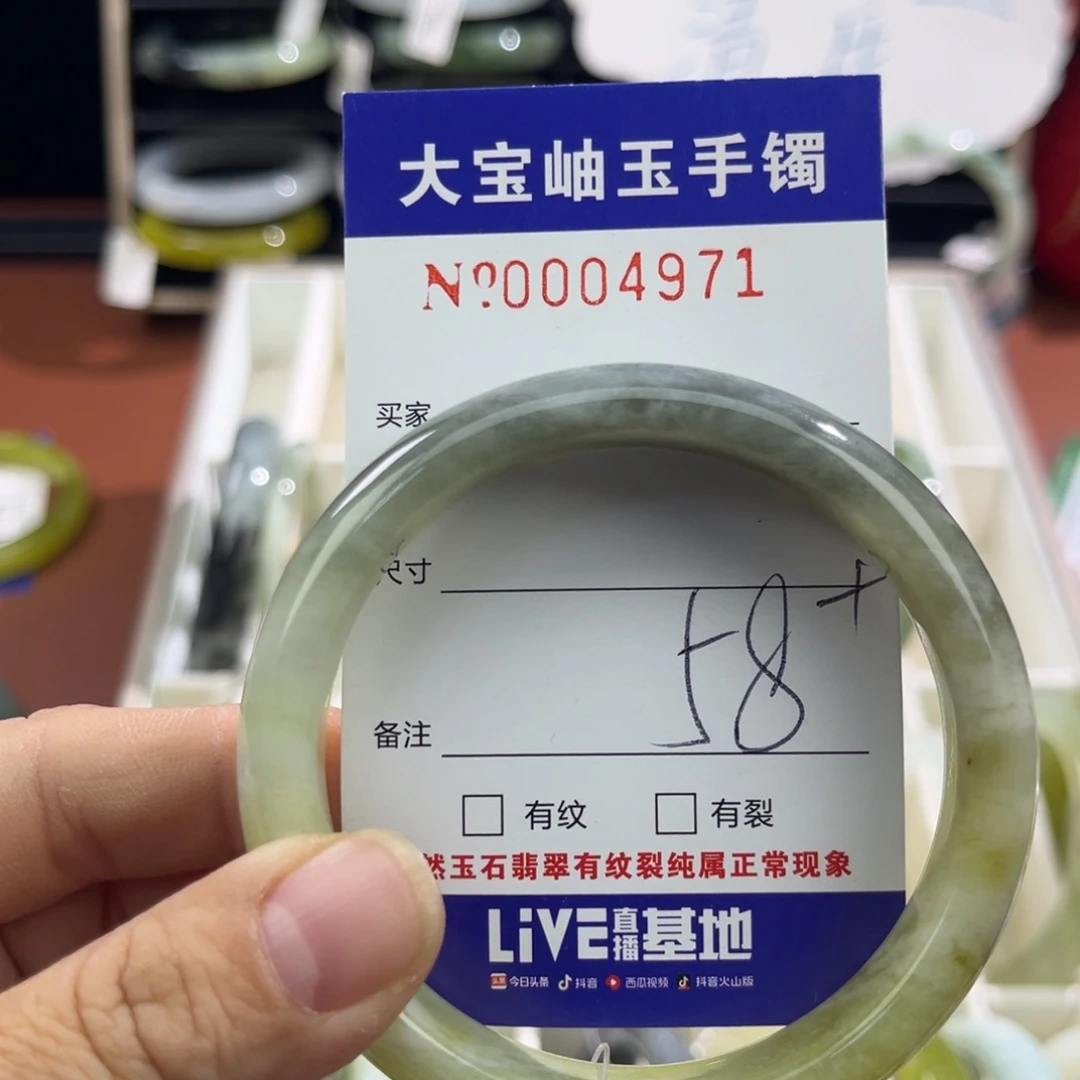 大宝岫玉手镯
Nº0004971
买家
尺寸
58+
备注
有纹 有裂
然玉石翡翠有纹裂纯属正常现象
LiVE直播基地
头条 今日头条 抖音 西瓜视频 抖音火山版